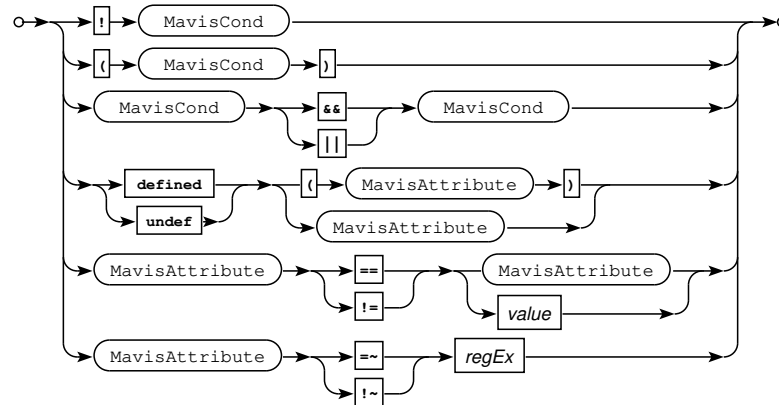 ! MavisCond
( MavisCond )
MavisCond && MavisCond
||
defined ( MavisAttribute )
undef MavisAttribute
MavisAttribute == MavisAttribute
!= value
MavisAttribute =~ regEx
!~